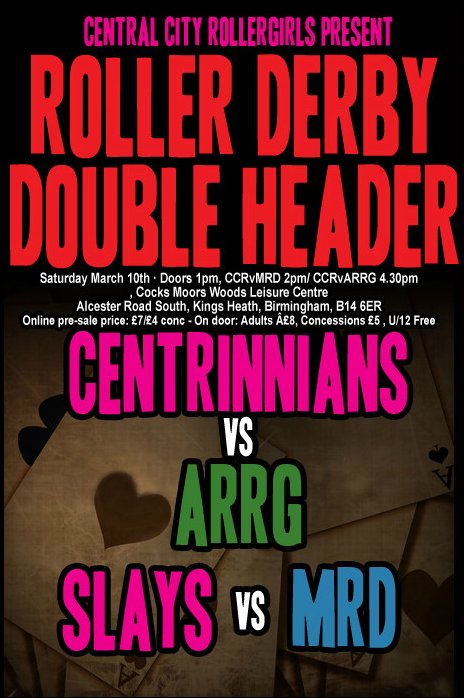 CENTRAL CITY ROLLERGIRLS PRESENT
ROLLER DERBY
DOUBLE HEADER
Saturday March 10th · Doors 1pm, CCRvMRD 2pm/ CCRvARRG 4.30pm
, Cocks Moors Woods Leisure Centre
Alcester Road South, Kings Heath, Birmingham, B14 6ER
Online pre-sale price: £7/£4 conc - On door: Adults Â£8, Concessions £5 , U/12 Free
CENTRINNIANS
VS
ARRG
SLAYS VS MRD
A